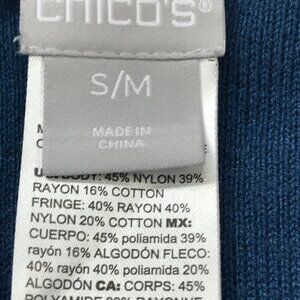 CHICO'S®
S/M
MADE IN
CHINA
BODY: 45% NYLON 39%
RAYON 16% COTTON
FRINGE: 40% RAYON 40%
NYLON 20% COTTON MX:
CUERPO: 45% poliamida 39%
rayón 16% ALGODÓN FLECO:
40% rayón 40% poliamida 20%
ALGODÓN CA: CORPS: 45%